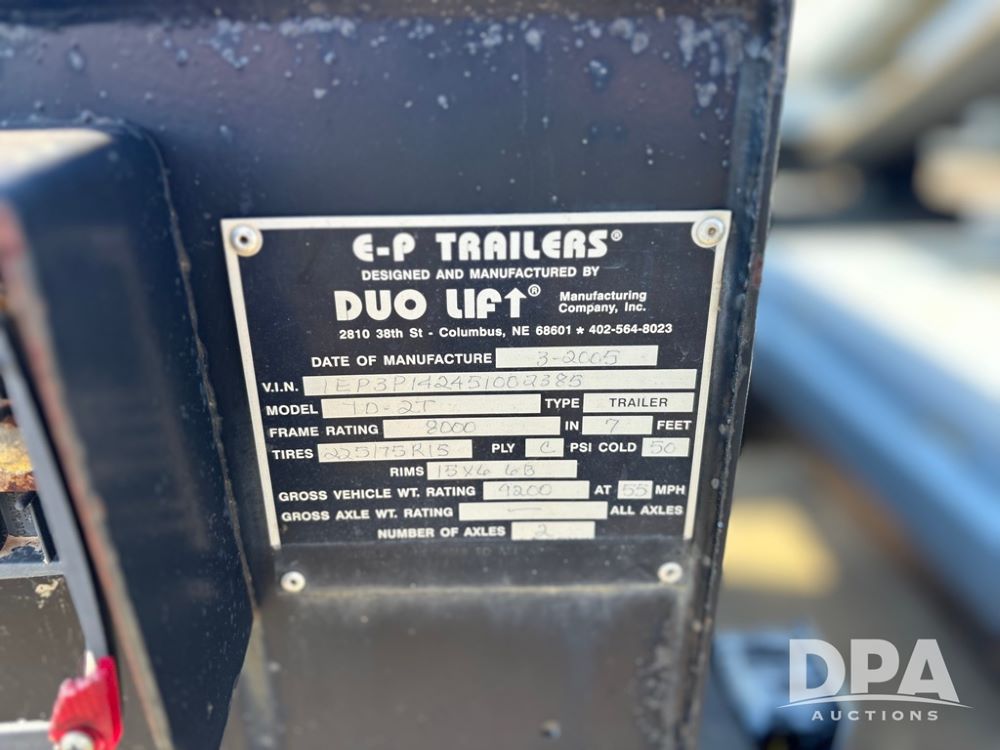 E-P TRAILERS®
DESIGNED AND MANUFACTURED BY
DUO LIFT® Manufacturing Company, Inc.
2810 38th St - Columbus, NE 68601 * 402-564-8023
DATE OF MANUFACTURE 3-2005
V.I.N. 1EP3P142451002385
MODEL TD-2T TYPE TRAILER
FRAME RATING 8000 IN 7 FEET
TIRES 225/75R15 PLY C PSI COLD 50
RIMS 15x6 6B
GROSS VEHICLE WT. RATING 9200 AT 55 MPH
GROSS AXLE WT. RATING — ALL AXLES
NUMBER OF AXLES 2
DPA
AUCTIONS